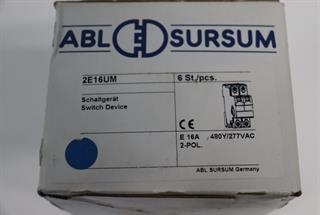 ABL SURSUM
2E16UM 6 St./pcs.
Schaltgerät
Switch Device
CE
E 16A 480Y/277VAC
2-POL.
ABL SURSUM Germany